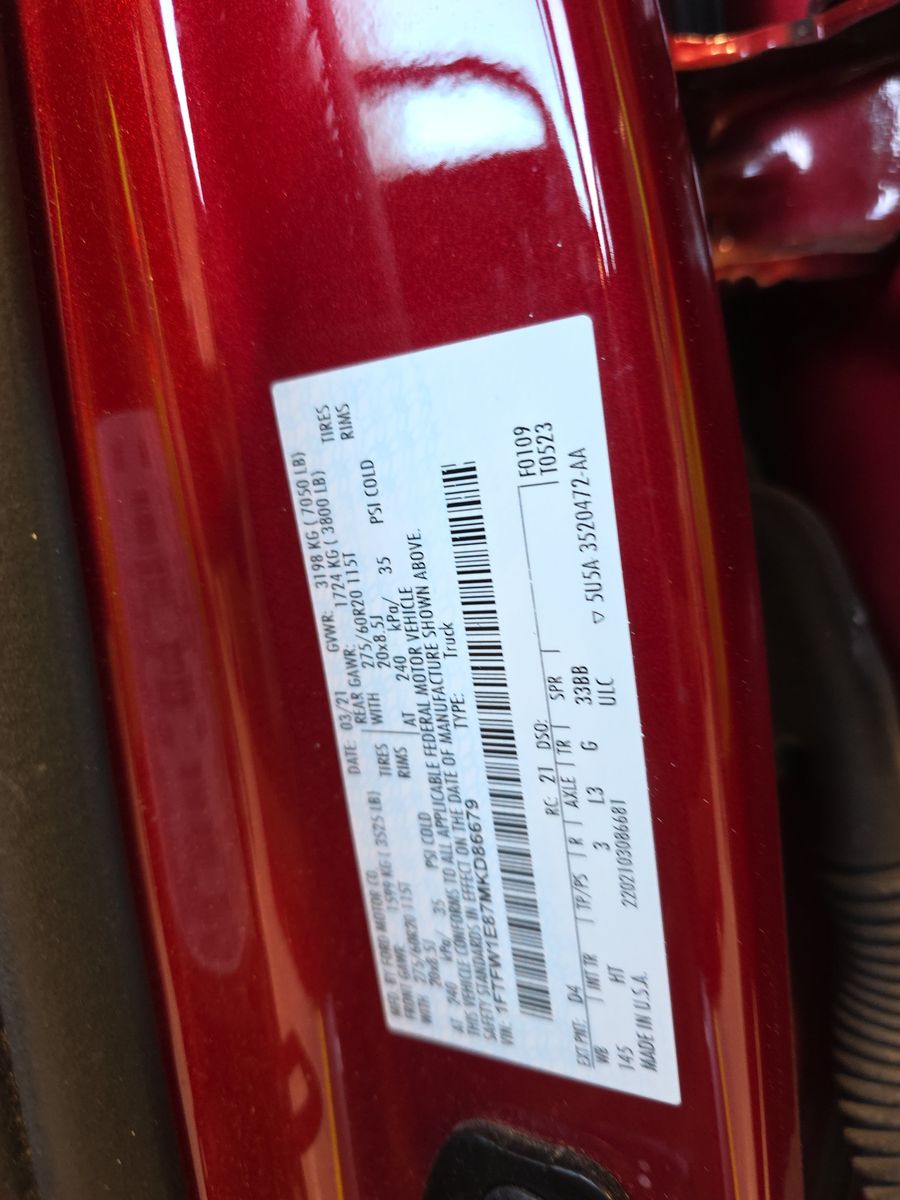 MFD. BY FORD MOTOR CO.
DATE: 03/21 GVWR: 3198 KG ( 7050 LB)
FRONT GAWR: 1599 KG ( 3525 LB) REAR GAWR: 1724 KG ( 3800 LB)
WITH 275/60R20 115T TIRES WITH 275/60R20 115T TIRES
20x8.5J RIMS 20x8.5J RIMS
AT 240 kPa/ 35 PSI COLD AT 240 kPa/ 35 PSI COLD
THIS VEHICLE CONFORMS TO ALL APPLICABLE FEDERAL MOTOR VEHICLE
SAFETY STANDARDS IN EFFECT ON THE DATE OF MANUFACTURE SHOWN ABOVE.
VIN: 1FTFW1E87MKD86679 TYPE: Truck
F0109
T0523
EXT PNT: D4 RC: 21 DSO:
WB INT TR TP/PS R AXLE TR SPR
145 HT 3 L3 G 33BB
MADE IN U.S.A. 2202103086681 ULC
▽ 5U5A 3520472-AA